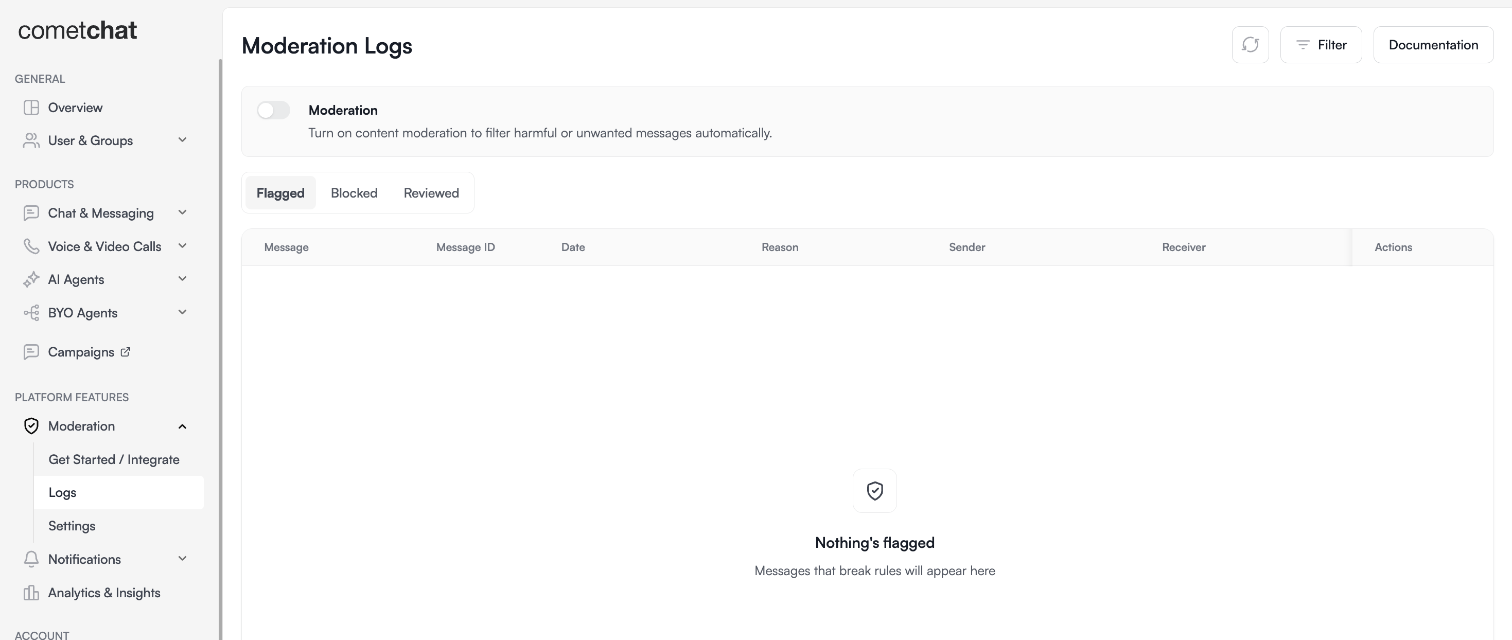 cometchat
GENERAL
Overview
User & Groups
PRODUCTS
Chat & Messaging
Voice & Video Calls
AI Agents
BYO Agents
Campaigns
PLATFORM FEATURES
Moderation
Get Started / Integrate
Logs
Settings
Notifications
Analytics & Insights
ACCOUNT
Moderation Logs
Filter
Documentation
Moderation
Turn on content moderation to filter harmful or unwanted messages automatically.
Flagged Blocked Reviewed
Message Message ID Date Reason Sender Receiver Actions
Nothing's flagged
Messages that break rules will appear here